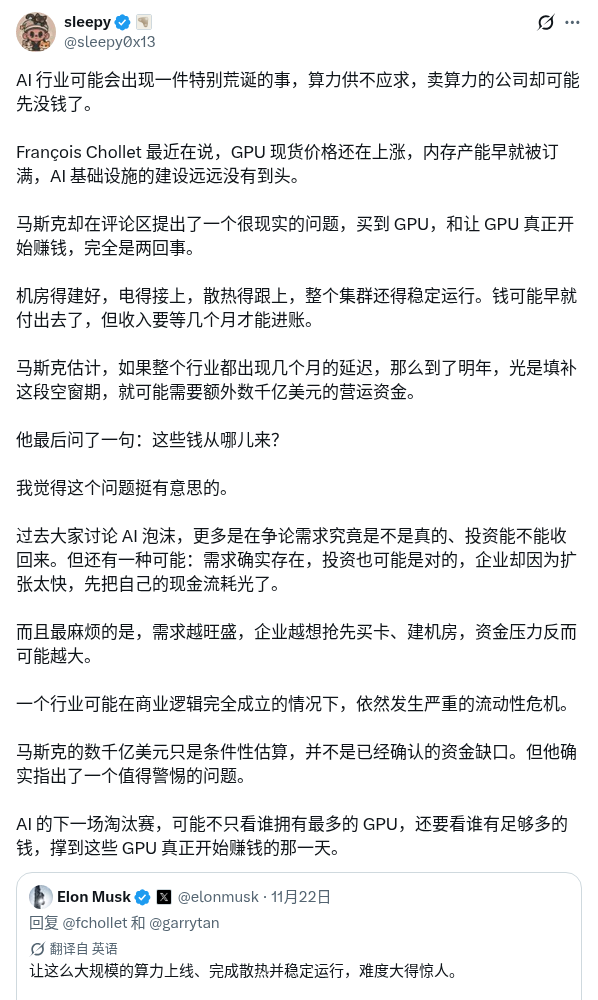 sleepy
@sleepy0x13
AI 行业可能会出现一件特别荒诞的事，算力供不应求，卖算力的公司却可能
先没钱了。
François Chollet 最近在说，GPU 现货价格还在上涨，内存产能早就被订
满，AI 基础设施的建设远远没有到头。
马斯克却在评论区提出了一个很现实的问题，买到 GPU，和让 GPU 真正开
始赚钱，完全是两回事。
机房得建好，电得接上，散热得跟上，整个集群还得稳定运行。钱可能早就
付出去了，但收入要等几个月才能进账。
马斯克估计，如果整个行业都出现几个月的延迟，那么到了明年，光是填补
这段空窗期，就可能需要额外数千亿美元的营运资金。
他最后问了一句：这些钱从哪儿来？
我觉得这个问题挺有意思的。
过去大家讨论 AI 泡沫，更多是在争论需求究竟是不是真的、投资能不能收
回来。但还有一种可能：需求确实存在，投资也可能是对的，企业却因为扩
张太快，先把自己的现金流耗光了。
而且最麻烦的是，需求越旺盛，企业越想抢先买卡、建机房，资金压力反而
可能越大。
一个行业可能在商业逻辑完全成立的情况下，依然发生严重的流动性危机。
马斯克的数千亿美元只是条件性估算，并不是已经确认的资金缺口。但他确
实指出了一个值得警惕的问题。
AI 的下一场淘汰赛，可能不只看谁拥有最多的 GPU，还要看谁有足够多的
钱，撑到这些 GPU 真正开始赚钱的那一天。
Elon Musk @elonmusk · 11月22日
回复 @fchollet 和 @garrytan
翻译自 英语
让这么大规模的算力上线、完成散热并稳定运行，难度大得惊人。